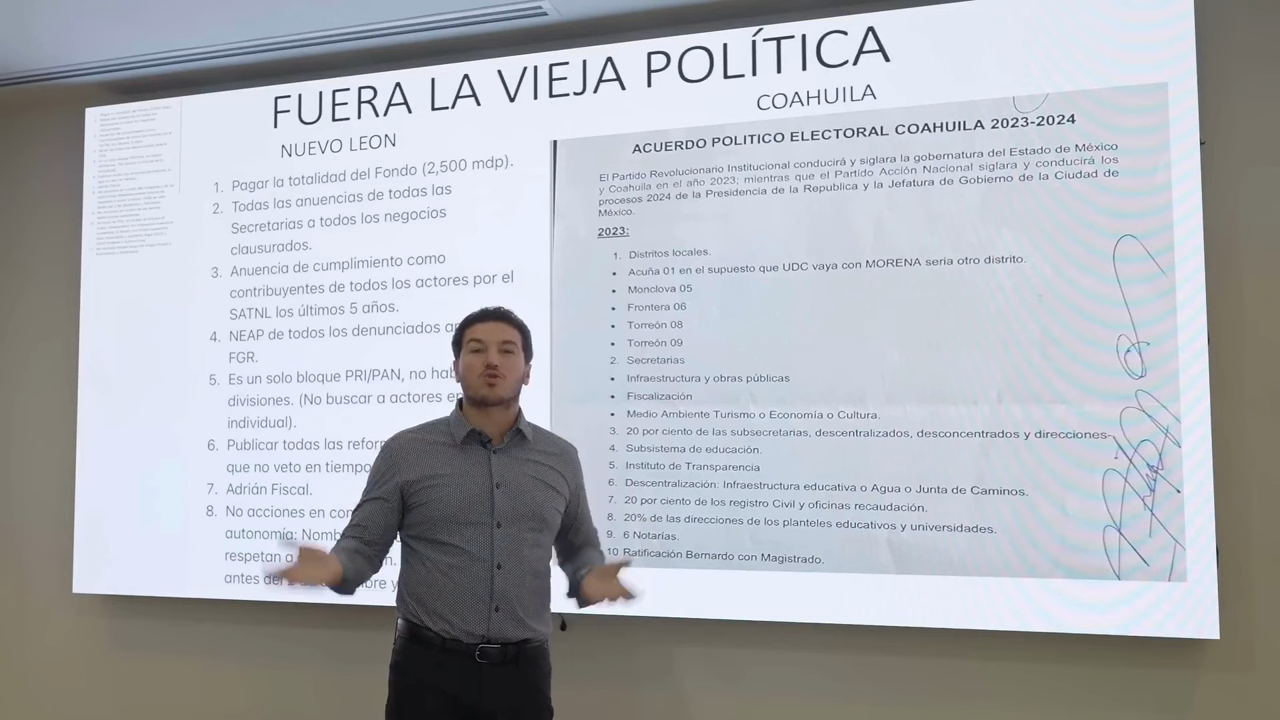 FUERA LA VIEJA POLÍTICA
NUEVO LEON
1. Pagar la totalidad del Fondo (2,500 mdp).
2. Todas las anuencias de todas las
Secretarias a todos los negocios
clausurados.
3. Anuencia de cumplimiento como
contribuyentes de todos los actores por el
SATNL los últimos 5 años.
4. NEAP de todos los denunciados
FGR.
5. Es un solo bloque PRI/PAN, no
divisiones. (No buscar a actores
individual).
6. Publicar todas las
que no veto en tiempo
7. Adrián Fiscal.
8. No acciones en
autonomía:
respetan
antes
COAHUILA
ACUERDO POLITICO ELECTORAL COAHUILA 2023-2024
El Partido Revolucionario Institucional conducirá y siglara la gobernatura del Estado de México
y Coahuila en el año 2023; mientras que el Partido Acción Nacional siglara y conducirá los
procesos 2024 de la Presidencia de la Republica y la Jefatura de Gobierno de la Ciudad de
México.
2023:
1. Distritos locales.
• Acuña 01 en el supuesto que UDC vaya con MORENA sería otro distrito.
• Monclova 05
• Frontera 06
• Torreón 08
• Torreón 09
2. Secretarias
• Infraestructura y obras públicas
• Fiscalización
• Medio Ambiente Turismo o Economía o Cultura.
3. 20 por ciento de las subsecretarias, descentralizados, desconcentrados y direcciones-
4. Subsistema de educación.
5. Instituto de Transparencia
6. Descentralización: Infraestructura educativa o Agua o Junta de Caminos.
7. 20 por ciento de los registro Civil y oficinas recaudación.
8. 20% de las direcciones de los planteles educativos y universidades.
9. 6 Notarías.
10 Ratificación Bernardo con Magistrado.